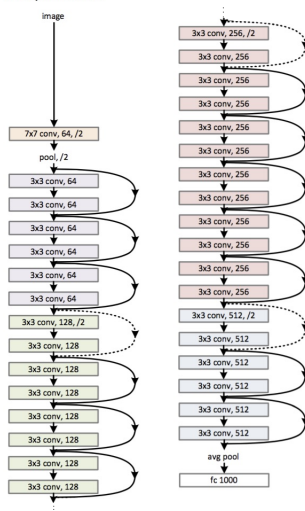 image
7x7 conv, 64, /2
pool, /2
3x3 conv, 64
3x3 conv, 64
3x3 conv, 64
3x3 conv, 64
3x3 conv, 64
3x3 conv, 64
3x3 conv, 128, /2
3x3 conv, 128
3x3 conv, 128
3x3 conv, 128
3x3 conv, 128
3x3 conv, 128
3x3 conv, 128
3x3 conv, 128
3x3 conv, 256, /2
3x3 conv, 256
3x3 conv, 256
3x3 conv, 256
3x3 conv, 256
3x3 conv, 256
3x3 conv, 256
3x3 conv, 256
3x3 conv, 256
3x3 conv, 256
3x3 conv, 256
3x3 conv, 256
3x3 conv, 512, /2
3x3 conv, 512
3x3 conv, 512
3x3 conv, 512
3x3 conv, 512
3x3 conv, 512
avg pool
fc 1000